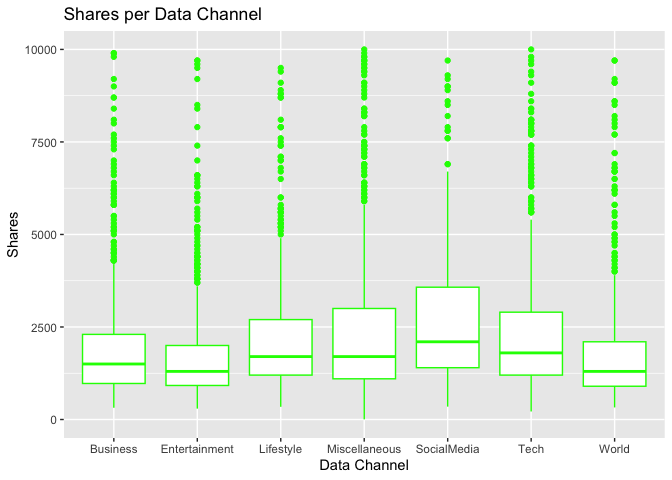 Shares per Data Channel
10000
7500
5000
2500
0
Shares
Business Entertainment Lifestyle Miscellaneous SocialMedia Tech World
Data Channel